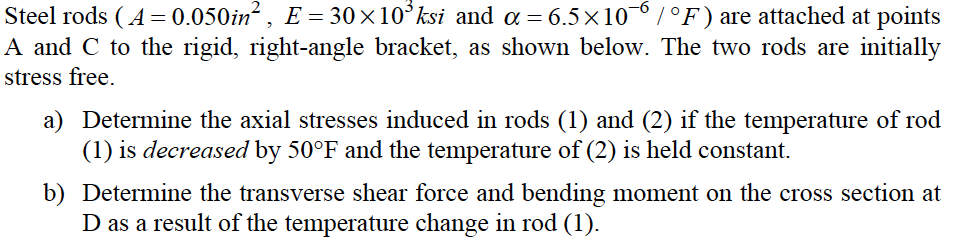 Steel rods ( A = 0.050in², E = 30×10³ksi and α = 6.5×10⁻⁶ / °F) are attached at points
A and C to the rigid, right-angle bracket, as shown below. The two rods are initially
stress free.
a) Determine the axial stresses induced in rods (1) and (2) if the temperature of rod
(1) is decreased by 50°F and the temperature of (2) is held constant.
b) Determine the transverse shear force and bending moment on the cross section at
D as a result of the temperature change in rod (1).